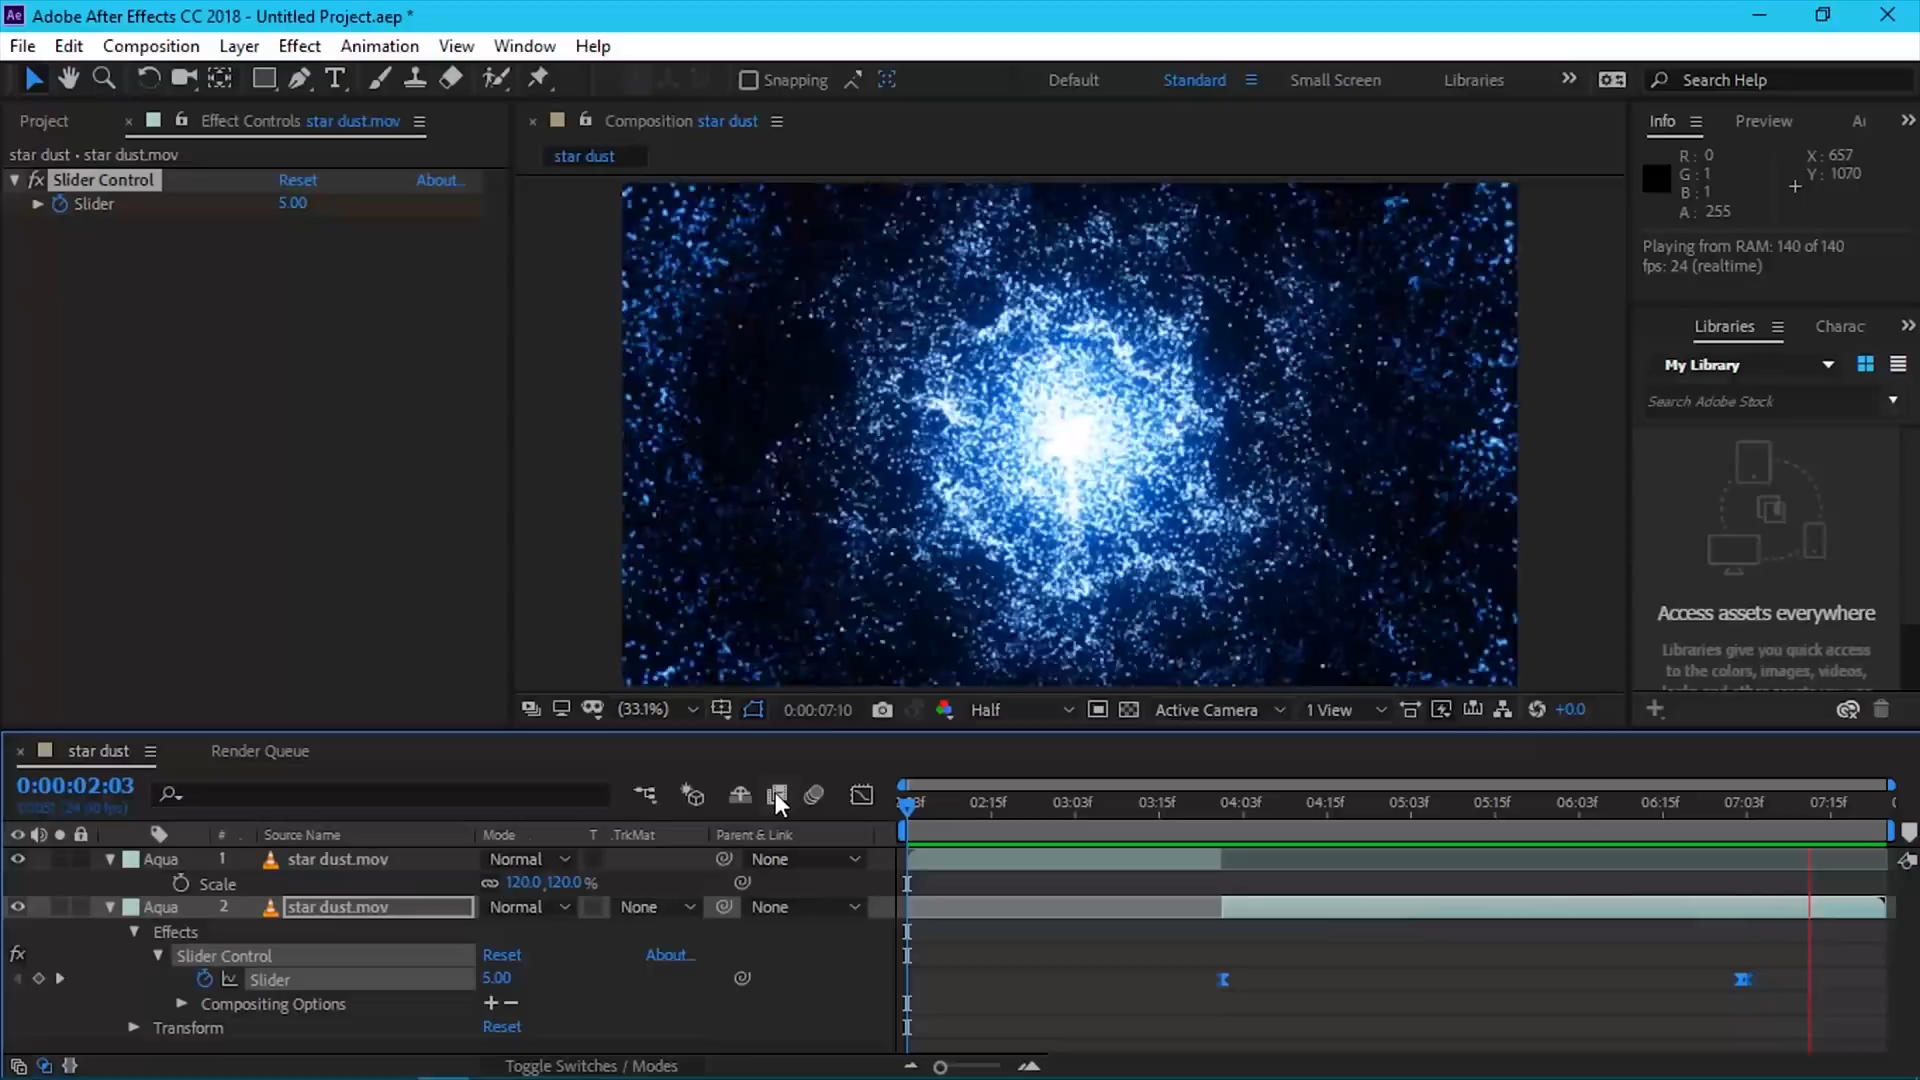 Ae Adobe After Effects CC 2018 - Untitled Project.aep *
File Edit Composition Layer Effect Animation View Window Help
T Snapping Default Standard Small Screen Libraries Search Help
Project Effect Controls star dust.mov
star dust • star dust.mov
fx Slider Control Reset About...
Slider 5.00
Composition star dust
star dust
Info Preview
R: 0 X: 657
G: 1 Y: 1070
B: 1
A: 255
Playing from RAM: 140 of 140
fps: 24 (realtime)
Libraries Charac
My Library
Search Adobe Stock
Access assets everywhere
Libraries give you quick access
to the colors, images, videos,
(33.1%) 0:00:07:10 Half Active Camera 1 View +0.0
star dust Render Queue
0:00:02:03
02:15f 03:03f 03:15f 04:03f 04:15f 05:03f 05:15f 06:03f 06:15f 07:03f 07:15f
# Source Name Mode T .TrkMat Parent & Link
Aqua 1 star dust.mov Normal None
Scale 120.0,120.0 %
Aqua 2 star dust.mov Normal None None
Effects
fx Slider Control Reset About...
Slider 5.00
Compositing Options +−
Transform Reset
Toggle Switches / Modes